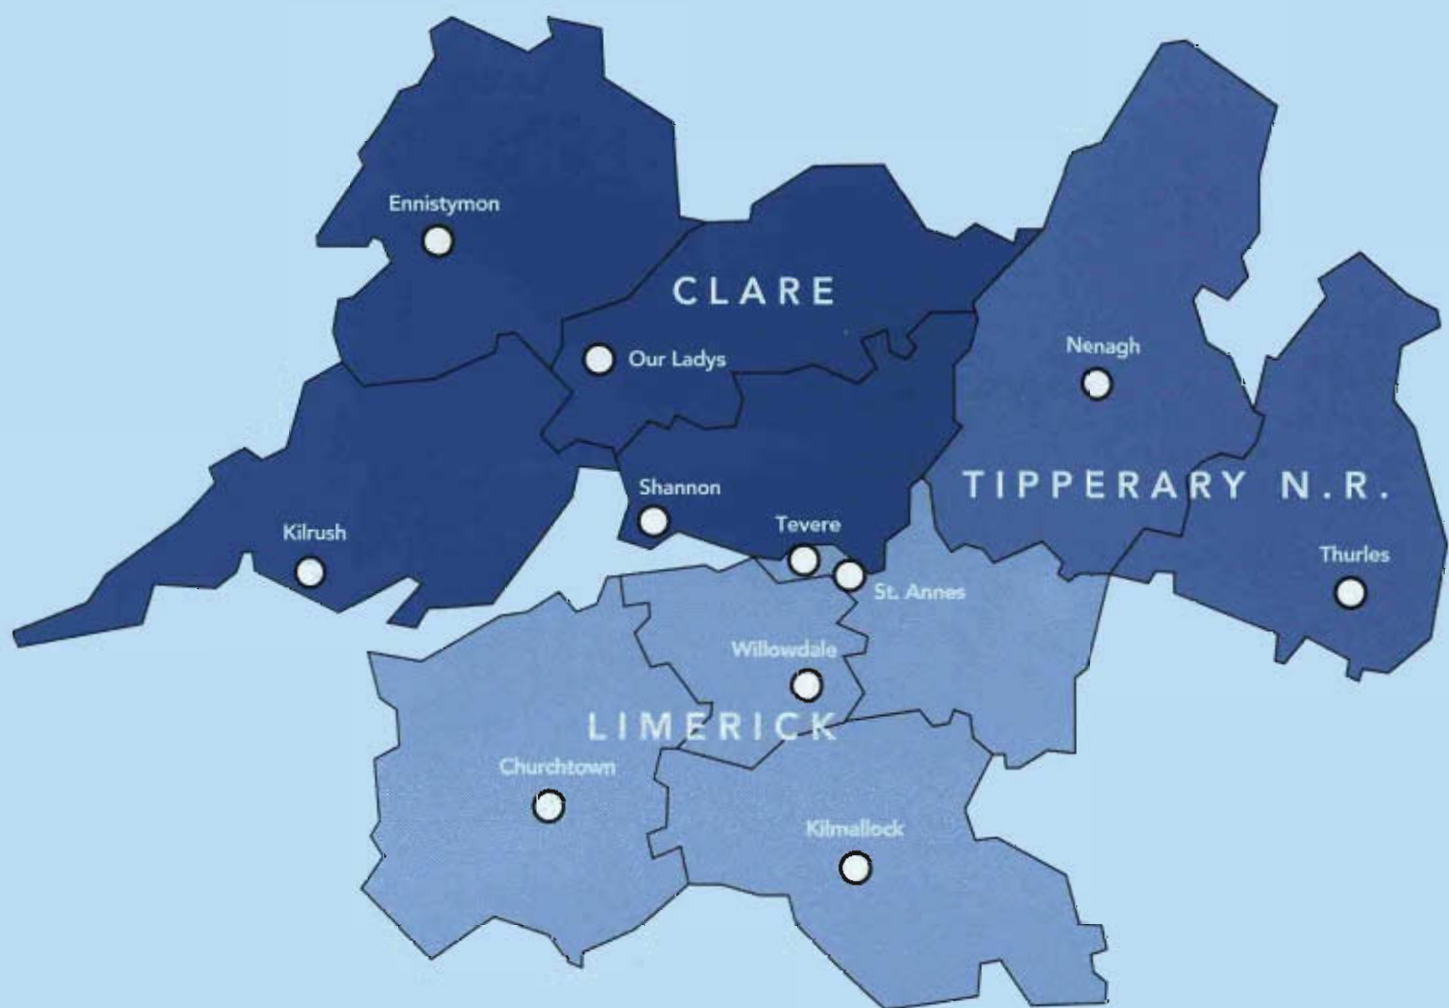 Ennistymon
CLARE
Nenagh
Our Ladys
TIPPERARY N.R.
Shannon
Tevere
Kilrush
Thurles
St. Annes
Willowdale
LIMERICK
Churchtown
Kilmallock